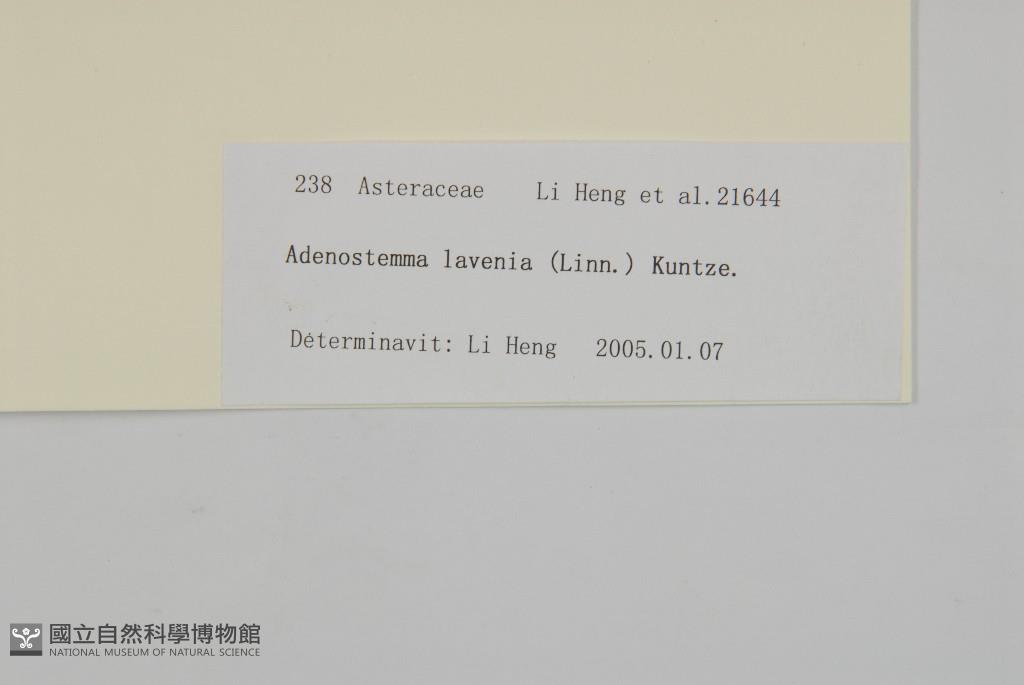 238 Asteraceae Li Heng et al.21644
Adenostemma lavenia (Linn.) Kuntze.
Determinavit: Li Heng 2005.01.07
國立自然科學博物館
NATIONAL MUSEUM OF NATURAL SCIENCE